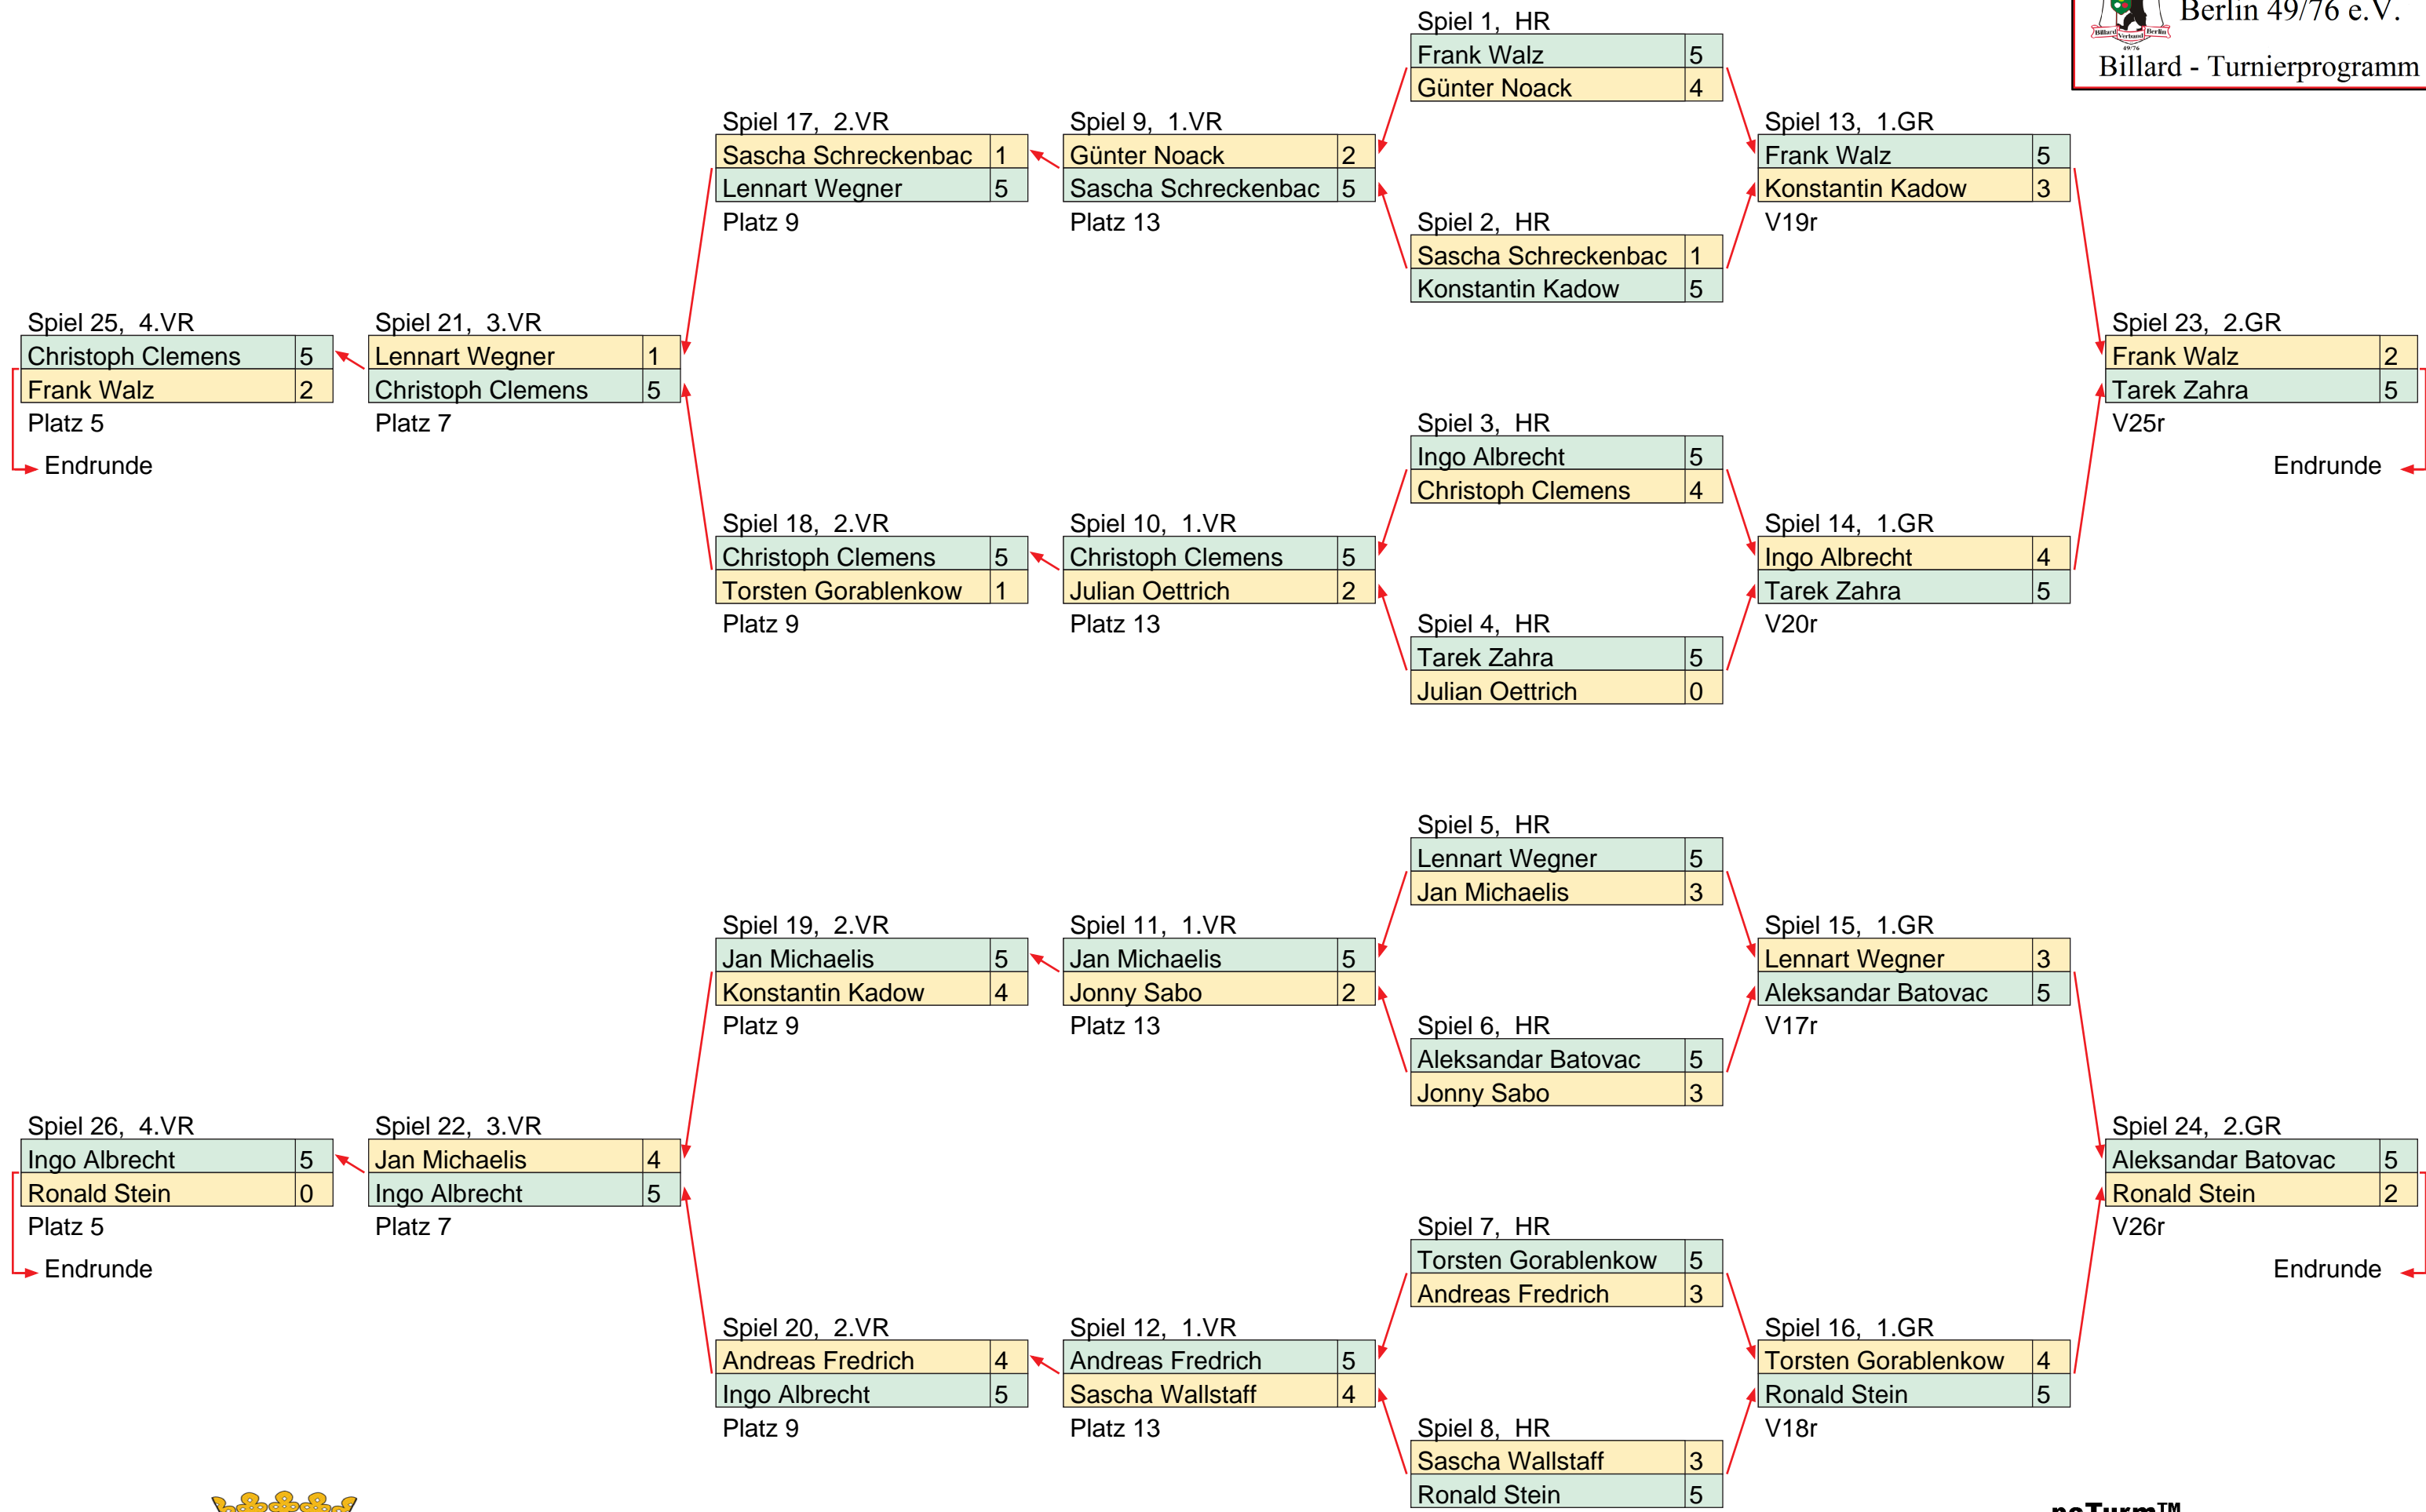 Berlin 49/76 e.V.
Billard Verband Berlin
49/76
Billard - Turnierprogramm
Spiel 1, HR
Frank Walz 5
Günter Noack 4
Spiel 17, 2.VR
Sascha Schreckenbac 1
Lennart Wegner 5
Platz 9
Spiel 9, 1.VR
Günter Noack 2
Sascha Schreckenbac 5
Platz 13
Spiel 13, 1.GR
Frank Walz 5
Konstantin Kadow 3
V19r
Spiel 2, HR
Sascha Schreckenbac 1
Konstantin Kadow 5
Spiel 25, 4.VR
Christoph Clemens 5
Frank Walz 2
Platz 5
Endrunde
Spiel 21, 3.VR
Lennart Wegner 1
Christoph Clemens 5
Platz 7
Spiel 23, 2.GR
Frank Walz 2
Tarek Zahra 5
V25r
Endrunde
Spiel 3, HR
Ingo Albrecht 5
Christoph Clemens 4
Spiel 18, 2.VR
Christoph Clemens 5
Torsten Gorablenkow 1
Platz 9
Spiel 10, 1.VR
Christoph Clemens 5
Julian Oettrich 2
Platz 13
Spiel 14, 1.GR
Ingo Albrecht 4
Tarek Zahra 5
V20r
Spiel 4, HR
Tarek Zahra 5
Julian Oettrich 0
Spiel 5, HR
Lennart Wegner 5
Jan Michaelis 3
Spiel 19, 2.VR
Jan Michaelis 5
Konstantin Kadow 4
Platz 9
Spiel 11, 1.VR
Jan Michaelis 5
Jonny Sabo 2
Platz 13
Spiel 15, 1.GR
Lennart Wegner 3
Aleksandar Batovac 5
V17r
Spiel 6, HR
Aleksandar Batovac 5
Jonny Sabo 3
Spiel 26, 4.VR
Ingo Albrecht 5
Ronald Stein 0
Platz 5
Endrunde
Spiel 22, 3.VR
Jan Michaelis 4
Ingo Albrecht 5
Platz 7
Spiel 24, 2.GR
Aleksandar Batovac 5
Ronald Stein 2
V26r
Endrunde
Spiel 7, HR
Torsten Gorablenkow 5
Andreas Fredrich 3
Spiel 20, 2.VR
Andreas Fredrich 4
Ingo Albrecht 5
Platz 9
Spiel 12, 1.VR
Andreas Fredrich 5
Sascha Wallstaff 4
Platz 13
Spiel 16, 1.GR
Torsten Gorablenkow 4
Ronald Stein 5
V18r
Spiel 8, HR
Sascha Wallstaff 3
Ronald Stein 5
pcTurm™